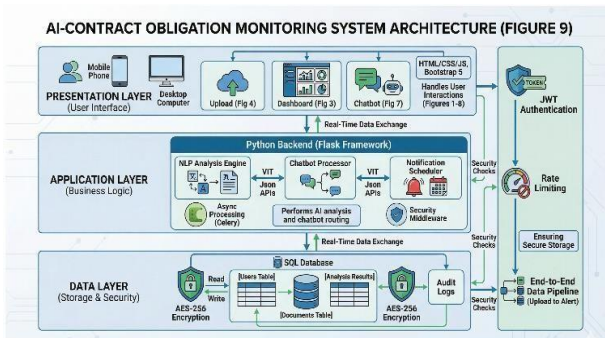 AI-CONTRACT OBLIGATION MONITORING SYSTEM ARCHITECTURE (FIGURE 9)
Mobile
Phone
Desktop
Computer
PRESENTATION LAYER
(User Interface)
Upload (Fig 4)
Dashboard (Fig 3)
Chatbot (Fig 7)
HTML/CSS/JS,
Bootstrap 5
Handles User
Interactions
(Figures 1-8)
TOKEN
JWT
Authentication
Real-Time Data Exchange
Python Backend (Flask Framework)
APPLICATION LAYER
(Business Logic)
NLP Analysis Engine
VIT
Json
APIs
Chatbot Processor
VIT
Json
APIs
Notification
Scheduler
Async
Processing
(Celery)
Performs AI analysis
and chatbot routing
Security
Middleware
Security
Checks
Rate
Limiting
Real-Time Data Exchange
Security
Checks
Ensuring
Secure Storage
DATA LAYER
(Storage & Security)
SQL Database
AES-256
Encryption
Read
Write
[Users Table]
[Analysis Results]
[Documents Table]
AES-256
Encryption
Audit
Logs
Security
Checks
End-to-End
Data Pipeline
(Upload to Alert)